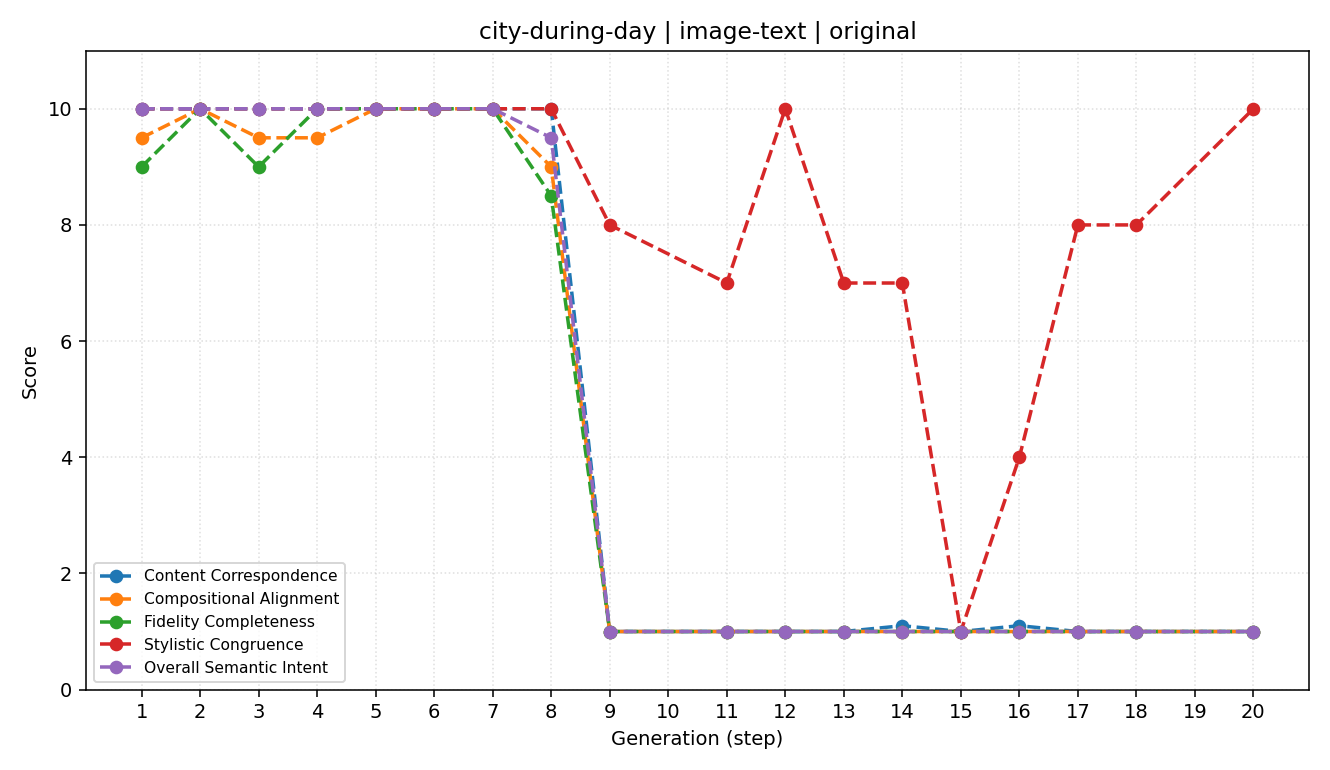 city-during-day | image-text | original
10
8
6
4
2
0
Score
Content Correspondence
Compositional Alignment
Fidelity Completeness
Stylistic Congruence
Overall Semantic Intent
1 2 3 4 5 6 7 8 9 10 11 12 13 14 15 16 17 18 19 20
Generation (step)